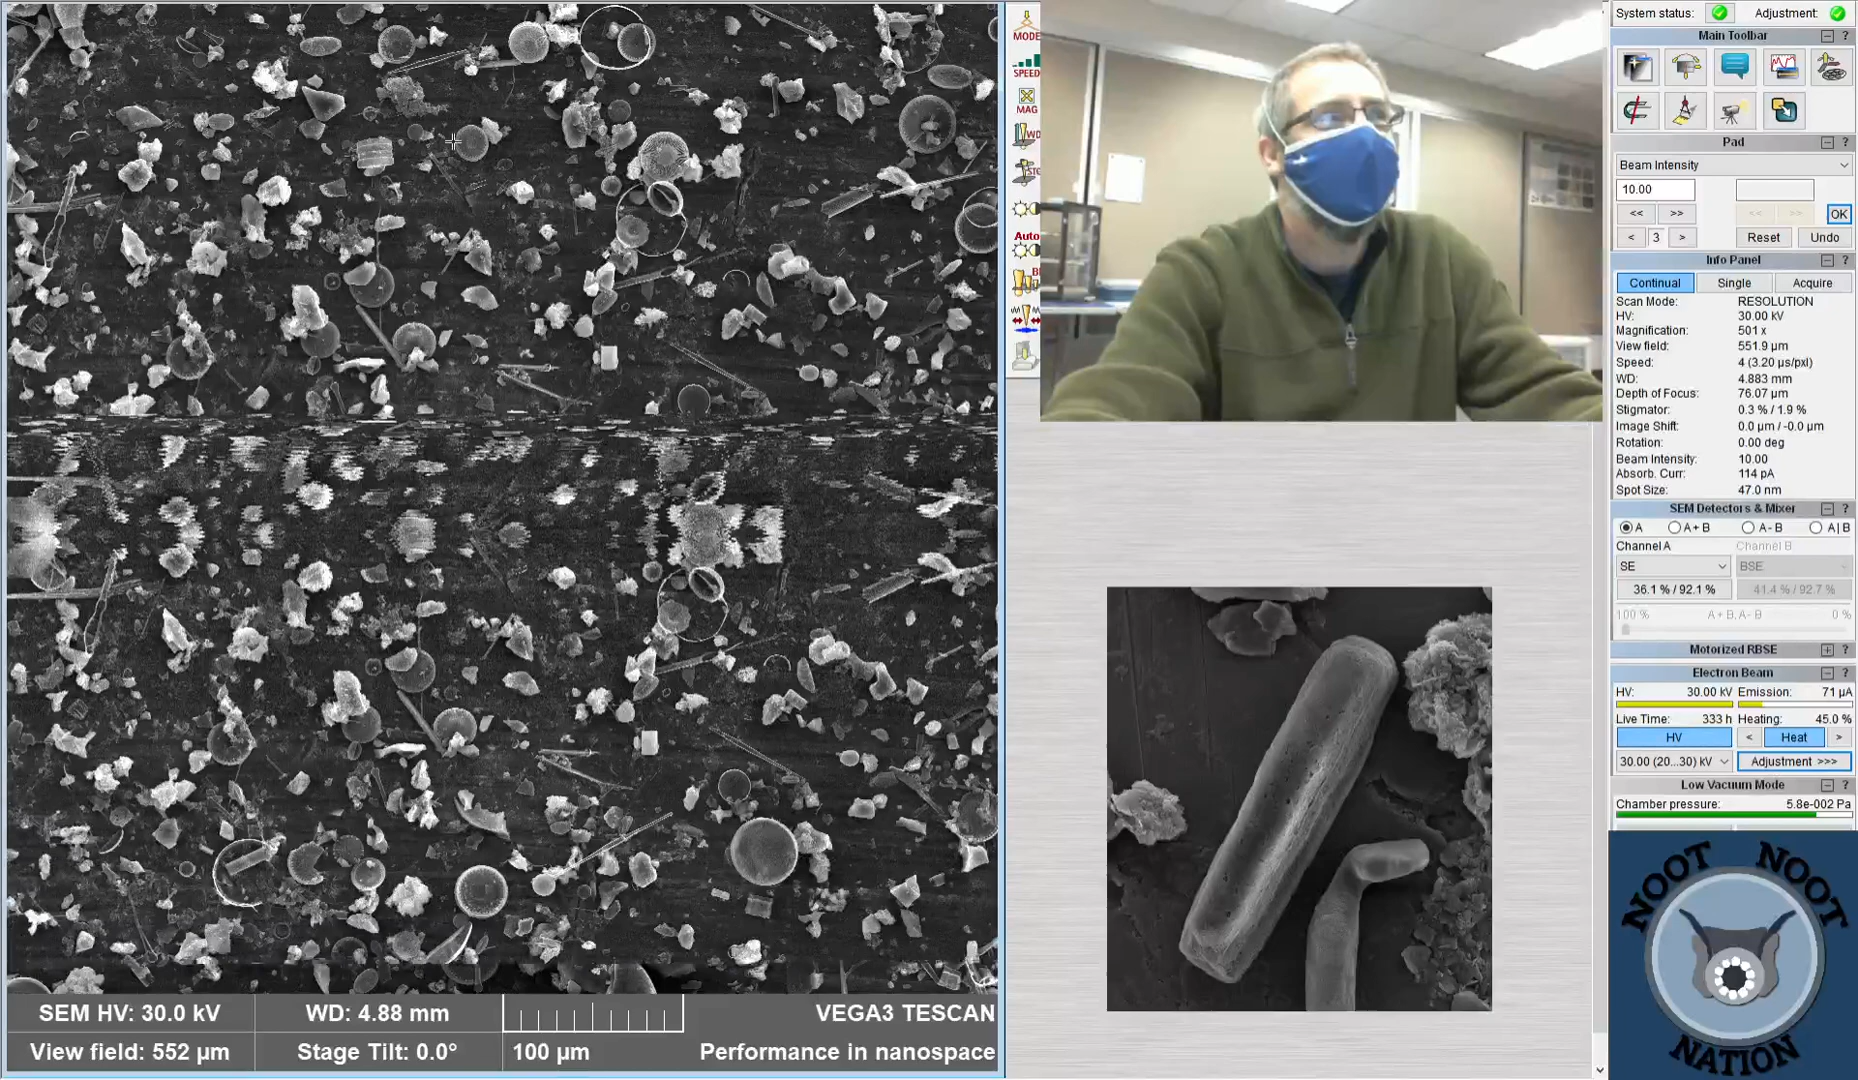 SEM HV: 30.0 kV
WD: 4.88 mm
VEGA3 TESCAN
View field: 552 µm
Stage Tilt: 0.0°
100 µm
Performance in nanospace
MODE
SPEED
MAG
WD
Auto
System status:
Adjustment:
Main Toolbar
Pad
Beam Intensity
10.00
<< >>
<< >>
OK
< 3 >
Reset
Undo
Info Panel
Continual
Single
Acquire
Scan Mode: RESOLUTION
HV: 30.00 kV
Magnification: 501 x
View field: 551.9 µm
Speed: 4 (3.20 µs/pxl)
WD: 4.883 mm
Depth of Focus: 76.07 µm
Stigmator: 0.3 % / 1.9 %
Image Shift: 0.0 µm / -0.0 µm
Rotation: 0.00 deg
Beam Intensity: 10.00
Absorb. Curr: 114 pA
Spot Size: 47.0 nm
SEM Detectors & Mixer
A
A + B
A - B
A | B
Channel A
Channel B
SE
BSE
36.1 % / 92.1 %
41.4 % / 92.7 %
100 %
A + B, A - B
0 %
Motorized RBSE
Electron Beam
HV: 30.00 kV
Emission: 71 µA
Live Time: 333 h
Heating: 45.0 %
HV
< Heat >
30.00 (20...30) kV
Adjustment >>>
Low Vacuum Mode
Chamber pressure: 5.8e-002 Pa
NOOT NOOT
NATION